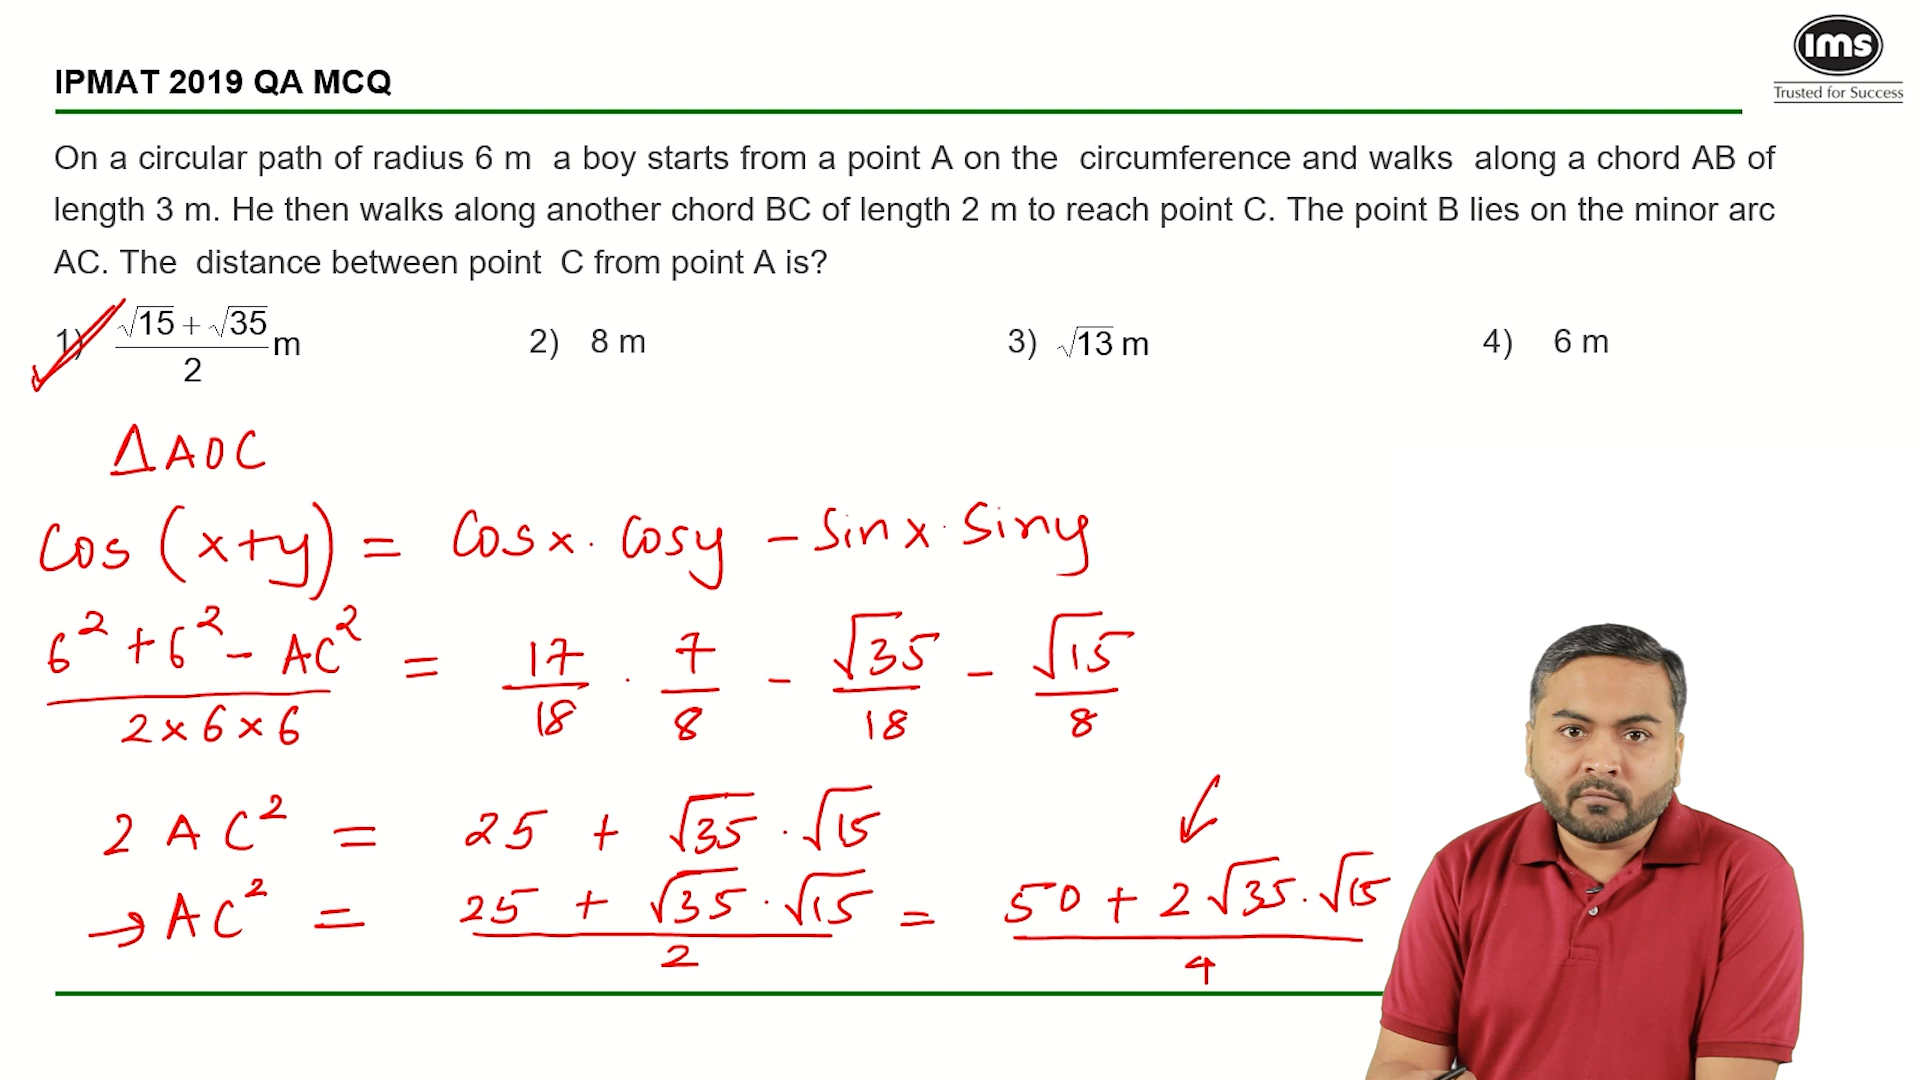 ims
Trusted for Success
IPMAT 2019 QA MCQ
On a circular path of radius 6 m a boy starts from a point A on the circumference and walks along a chord AB of
length 3 m. He then walks along another chord BC of length 2 m to reach point C. The point B lies on the minor arc
AC. The distance between point C from point A is?
1) (√15 + √35)/2 m 2) 8 m 3) √13 m 4) 6 m
ΔAOC
Cos (x+y) = Cosx. Cosy - Sinx. Siny
(6² + 6² - AC²)/(2×6×6) = 17/18 . 7/8 - √35/18 - √15/8
2 AC² = 25 + √35 . √15
→ AC² = (25 + √35 . √15)/2 = (50 + 2√35 . √15)/4